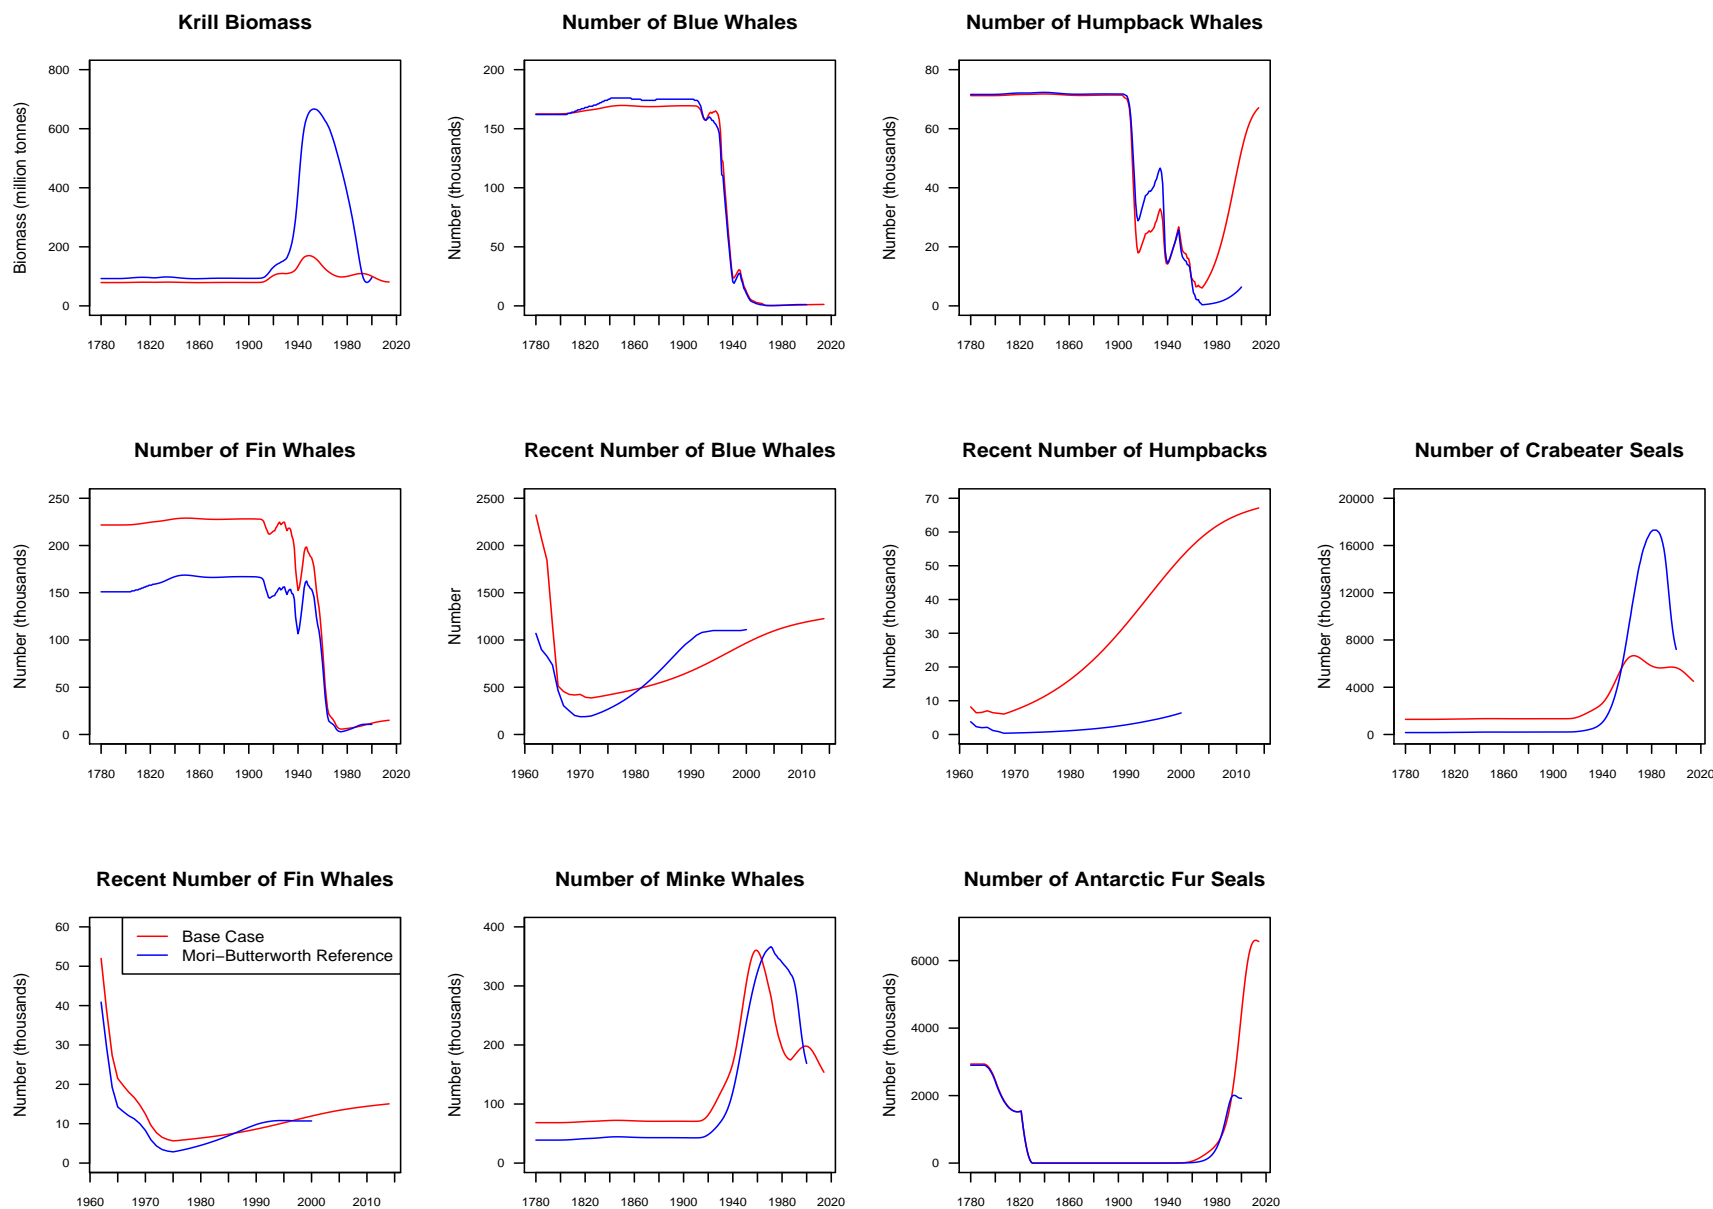 Krill Biomass
Number of Blue Whales
Number of Humpback Whales
Biomass (million tonnes)
800
600
400
200
0
1780 1820 1860 1900 1940 1980 2020
Number (thousands)
200
150
100
50
0
1780 1820 1860 1900 1940 1980 2020
Number (thousands)
80
60
40
20
0
1780 1820 1860 1900 1940 1980 2020
Number of Fin Whales
Recent Number of Blue Whales
Recent Number of Humpbacks
Number of Crabeater Seals
Number (thousands)
250
200
150
100
50
0
1780 1820 1860 1900 1940 1980 2020
Number
2500
2000
1500
1000
500
0
1960 1970 1980 1990 2000 2010
Number (thousands)
70
60
50
40
30
20
10
0
1960 1970 1980 1990 2000 2010
Number (thousands)
20000
16000
12000
8000
4000
0
1780 1820 1860 1900 1940 1980 2020
Recent Number of Fin Whales
Number of Minke Whales
Number of Antarctic Fur Seals
Number (thousands)
60
50
40
30
20
10
0
1960 1970 1980 1990 2000 2010
Base Case
Mori−Butterworth Reference
Number (thousands)
400
300
200
100
0
1780 1820 1860 1900 1940 1980 2020
Number (thousands)
6000
4000
2000
0
1780 1820 1860 1900 1940 1980 2020